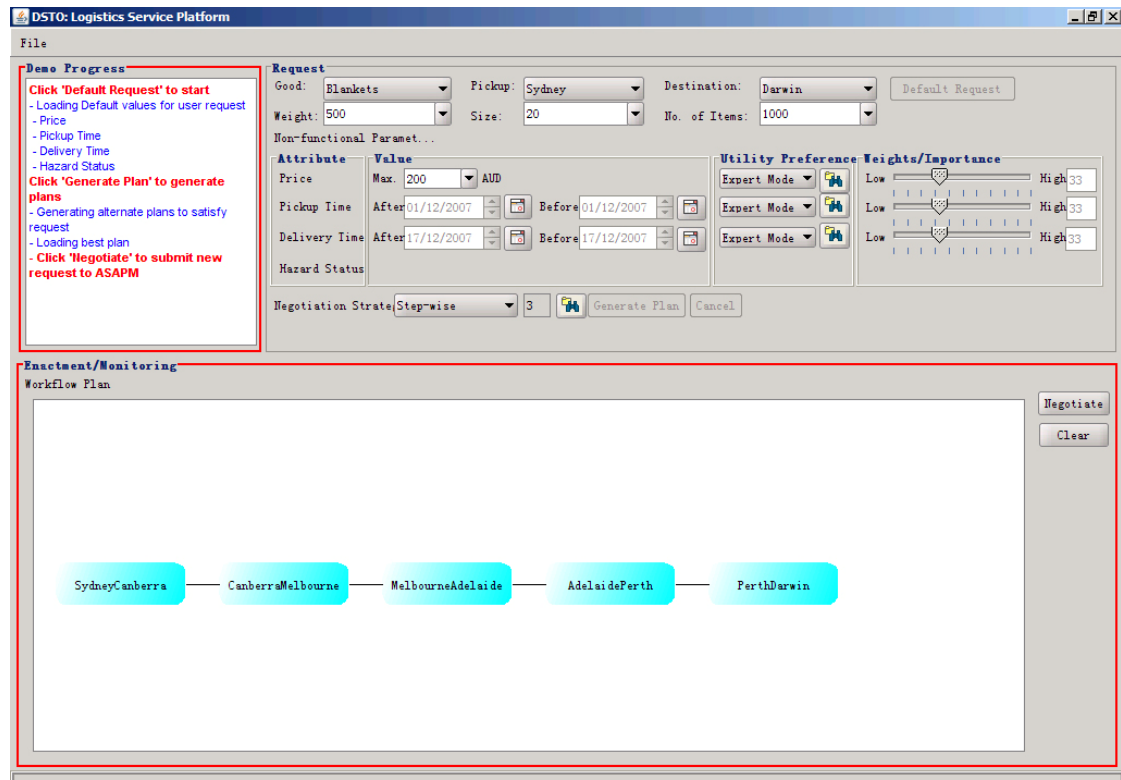 DSTO: Logistics Service Platform
File
Demo Progress
Click 'Default Request' to start
- Loading Default values for user request
- Price
- Pickup Time
- Delivery Time
- Hazard Status
Click 'Generate Plan' to generate
plans
- Generating alternate plans to satisfy
request
- Loading best plan
- Click 'Negotiate' to submit new
request to ASAPM
Request
Good: Blankets Pickup: Sydney Destination: Darwin Default Request
Weight: 500 Size: 20 No. of Items: 1000
Non-functional Paramet...
Attribute Value Utility Preference Weights/Importance
Price Max. 200 AUD Expert Mode Low High 33
Pickup Time After 01/12/2007 Before 01/12/2007 Expert Mode Low High 33
Delivery Time After 17/12/2007 Before 17/12/2007 Expert Mode Low High 33
Hazard Status
Negotiation Strate Step-wise 3 Generate Plan Cancel
Enactment/Monitoring
Workflow Plan
Negotiate
Clear
SydneyCanberra CanberraMelbourne MelbourneAdelaide AdelaidePerth PerthDarwin